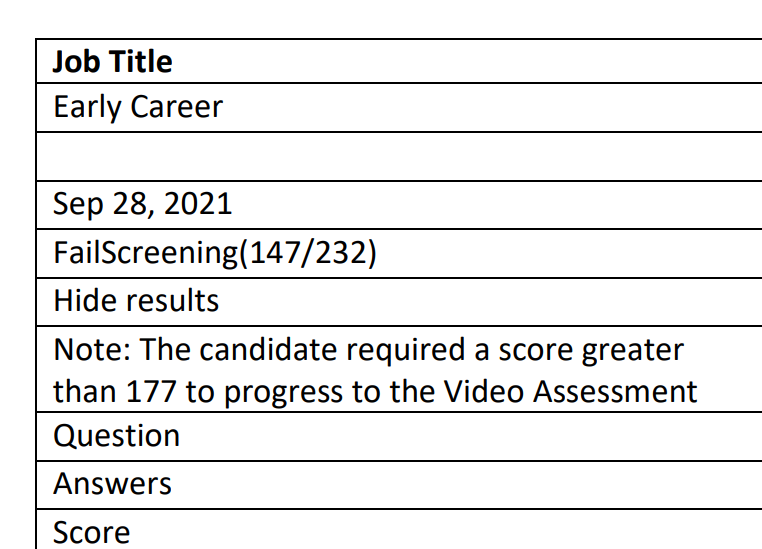 Job Title
Early Career
Sep 28, 2021
FailScreening(147/232)
Hide results
Note: The candidate required a score greater
than 177 to progress to the Video Assessment
Question
Answers
Score